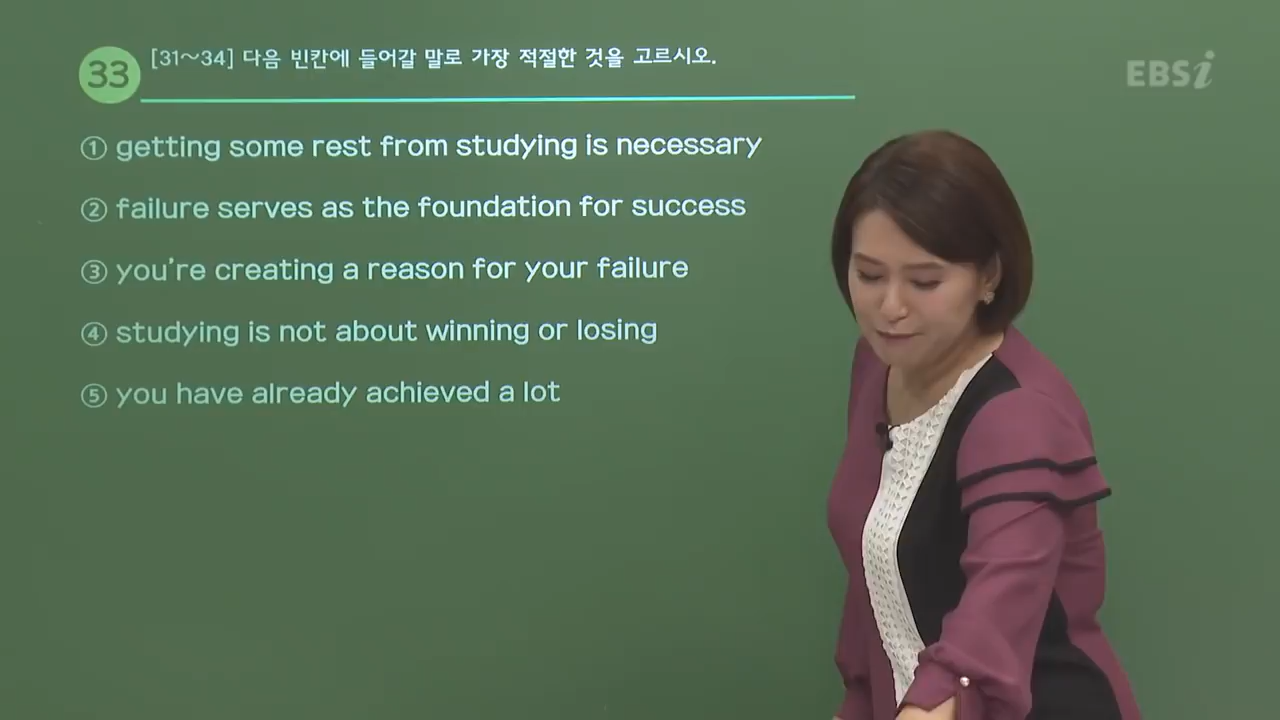 33
[31~34] 다음 빈칸에 들어갈 말로 가장 적절한 것을 고르시오.
EBSi
① getting some rest from studying is necessary
② failure serves as the foundation for success
③ you're creating a reason for your failure
④ studying is not about winning or losing
⑤ you have already achieved a lot